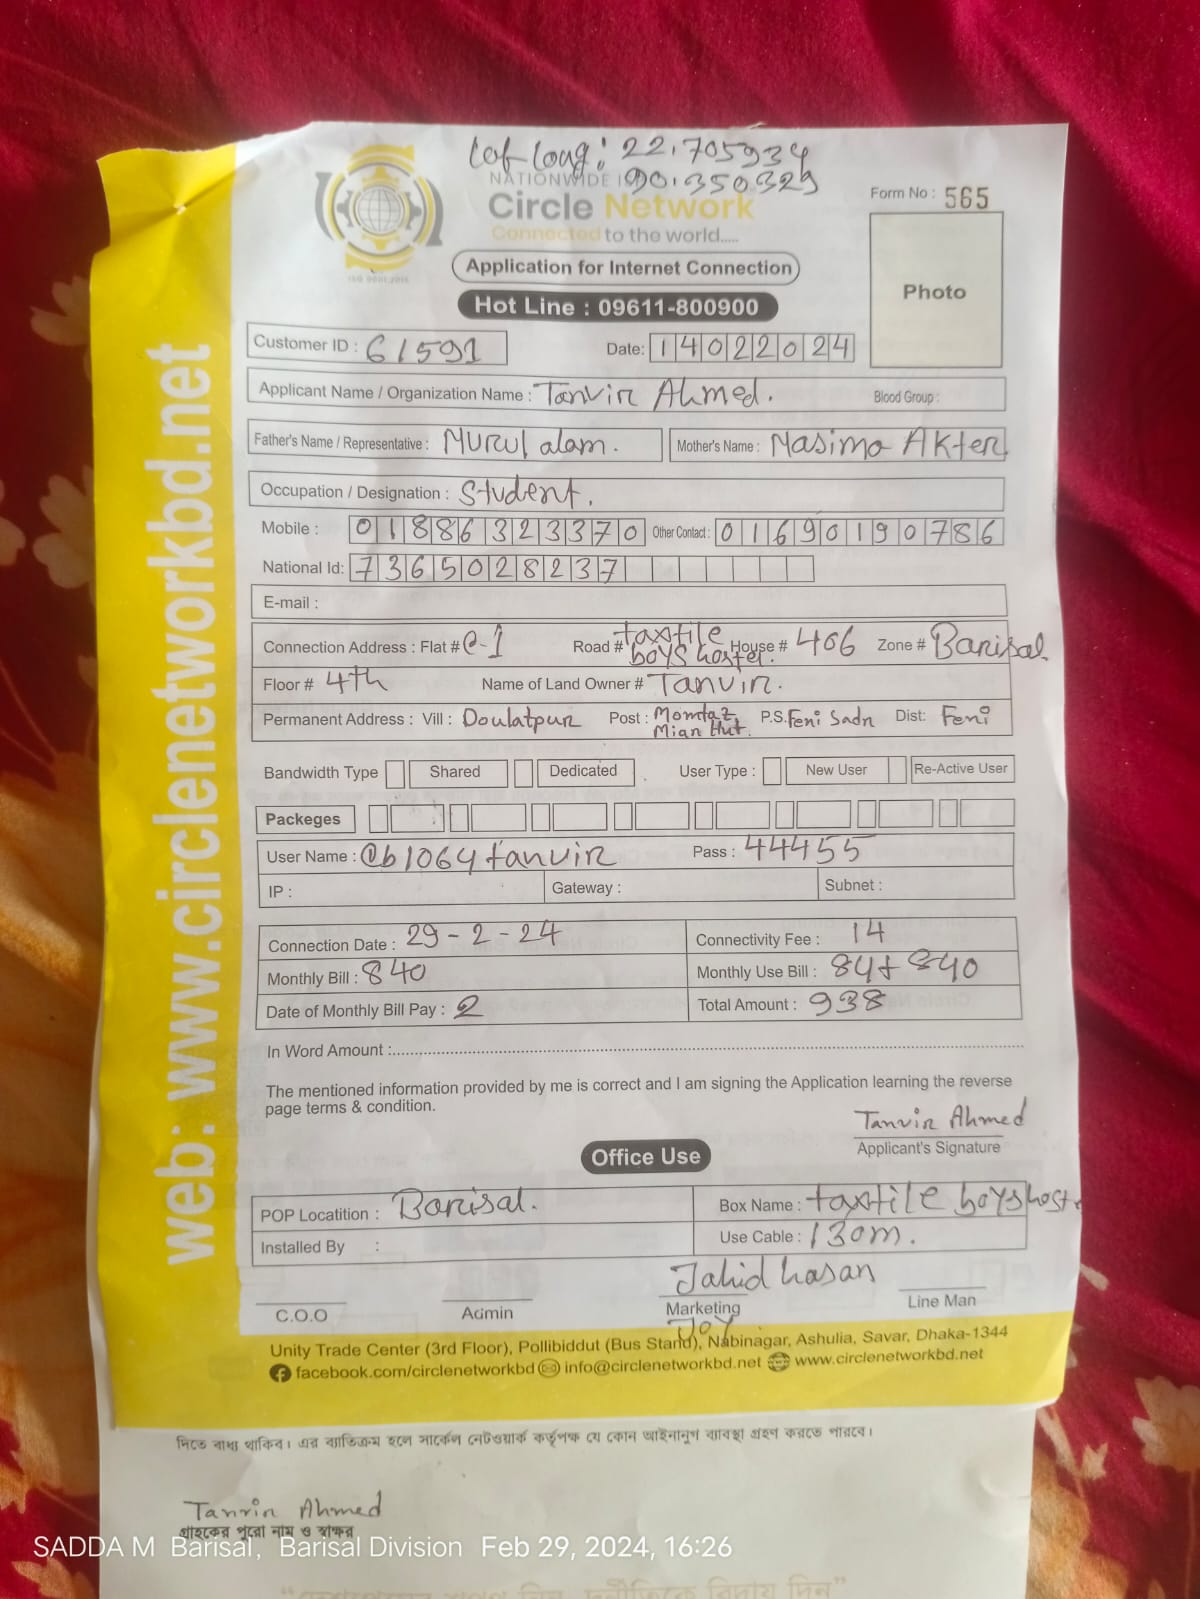 Lat Long: 22.705934
90.350329
NATIONWIDE
Circle Network
Connected to the world.....
ISO 9001:2015
Form No : 565
Application for Internet Connection
Photo
Hot Line : 09611-800900
Customer ID : 61591 Date: 14022024
Applicant Name / Organization Name : Tanvir Ahmed. Blood Group :
Father's Name / Representative : Nurul alam. Mother's Name : Masima Akter.
Occupation / Designation : Student.
Mobile : 01886323370 Other Contact : 01690190786
National Id: 7365028237
E-mail :
Connection Address : Flat # C-1 Road # taxtile boys hostel. House # 406 Zone # Barisal.
Floor # 4th Name of Land Owner # Tanvir.
Permanent Address : Vill : Doulatpur Post : Momtaz Mian Hut. P.S. Feni Sadr Dist: Feni
Bandwidth Type Shared Dedicated User Type : New User Re-Active User
Packeges
User Name : @b1064tanvir Pass : 44455
IP : Gateway : Subnet :
Connection Date : 29-2-24 Connectivity Fee : 14
Monthly Bill : 840 Monthly Use Bill : 84+840
Date of Monthly Bill Pay : 2 Total Amount : 938
In Word Amount :
The mentioned information provided by me is correct and I am signing the Application learning the reverse
page terms & condition.
Tanvir Ahmed
Applicant's Signature
Office Use
POP Locatition : Barisal. Box Name : taxtile boys host
Installed By : Use Cable : 130m.
Jahid hasan
C.O.O Admin Marketing Line Man
Joy
Unity Trade Center (3rd Floor), Pollibiddut (Bus Stand), Nabinagar, Ashulia, Savar, Dhaka-1344
facebook.com/circlenetworkbd info@circlenetworkbd.net www.circlenetworkbd.net
web: www.circlenetworkbd.net
দিতে বাধ্য থাকিব। এর ব্যতিক্রম হলে সার্কেল নেটওয়ার্ক কর্তৃপক্ষ যে কোন আইনানুগ ব্যবস্থা গ্রহণ করতে পারবে।
Tanvir Ahmed
গ্রাহকের পুরো নাম ও স্বাক্ষর
SADDA M Barisal, Barisal Division Feb 29, 2024, 16:26